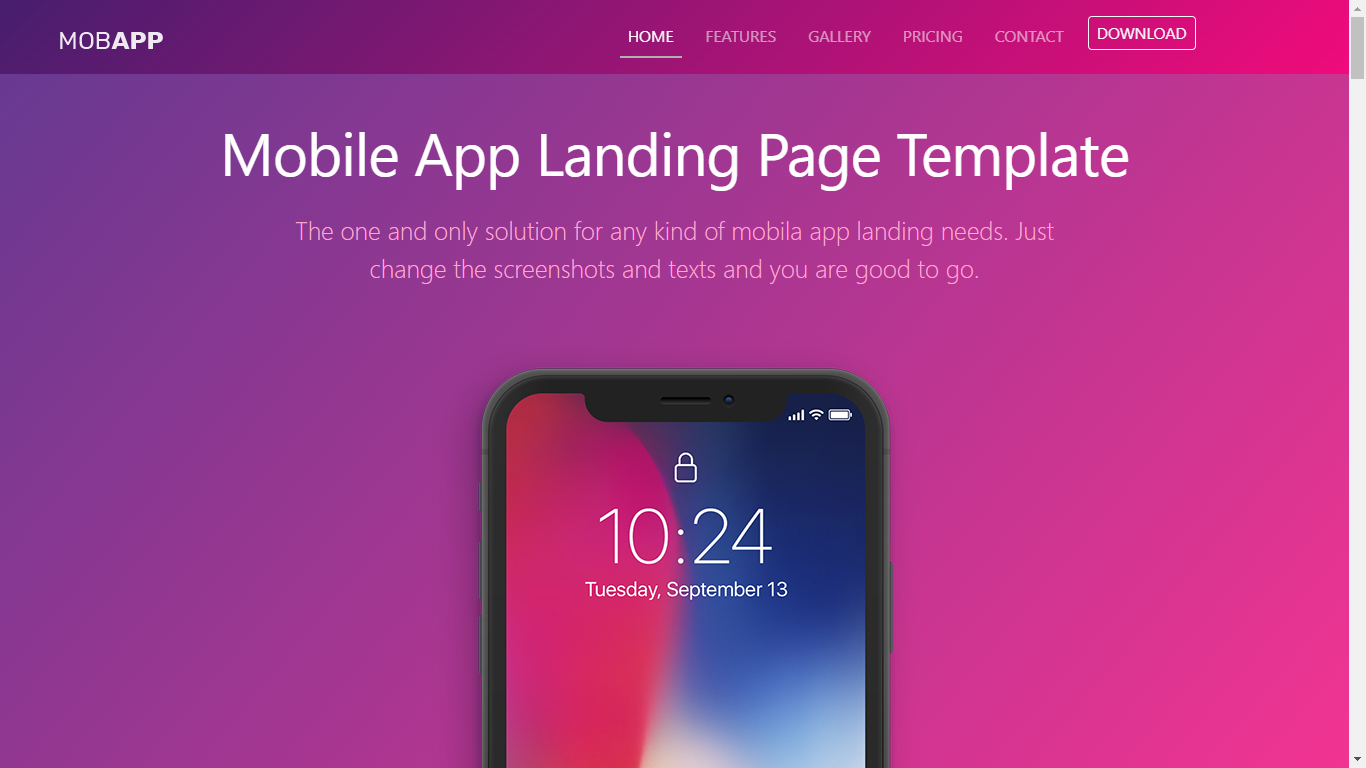 MOBAPP
HOME FEATURES GALLERY PRICING CONTACT DOWNLOAD
Mobile App Landing Page Template
The one and only solution for any kind of mobila app landing needs. Just
change the screenshots and texts and you are good to go.
10:24
Tuesday, September 13